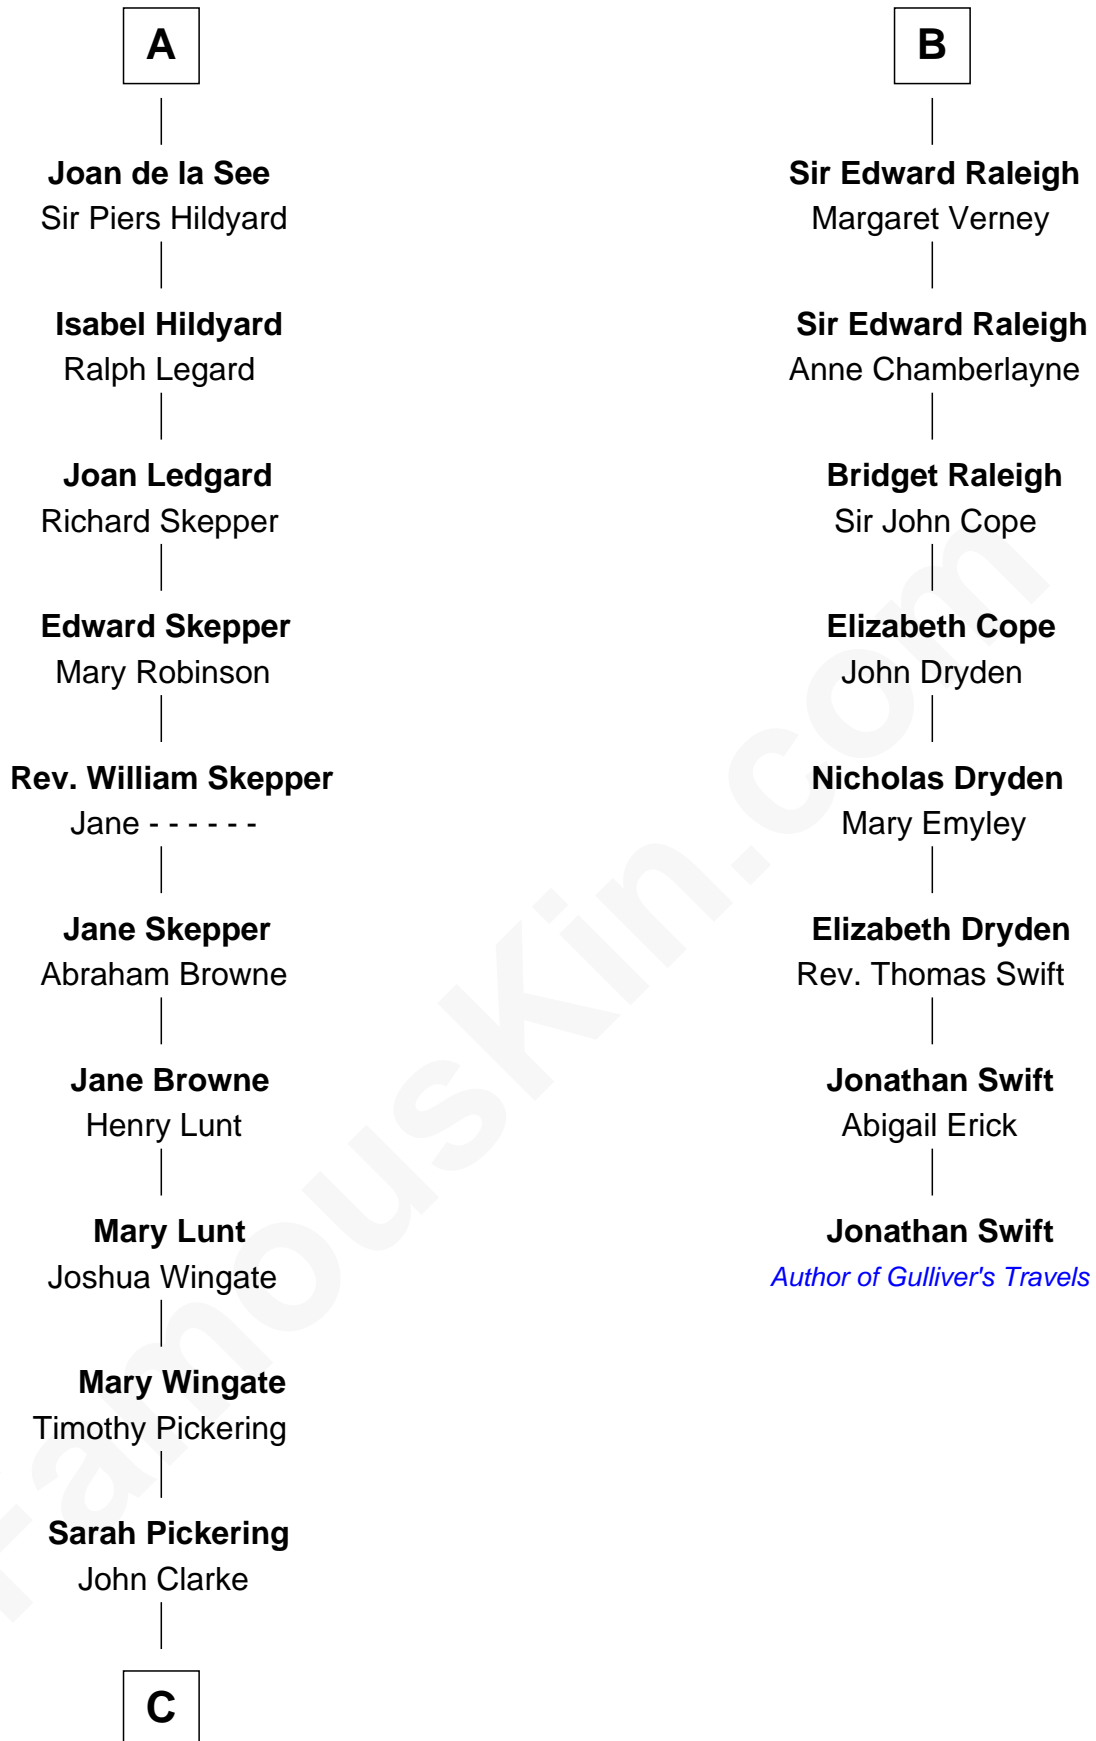 A
Joan de la See
Sir Piers Hildyard
Isabel Hildyard
Ralph Legard
Joan Ledgard
Richard Skepper
Edward Skepper
Mary Robinson
Rev. William Skepper
Jane - - - - - -
Jane Skepper
Abraham Browne
Jane Browne
Henry Lunt
Mary Lunt
Joshua Wingate
Mary Wingate
Timothy Pickering
Sarah Pickering
John Clarke
C
B
Sir Edward Raleigh
Margaret Verney
Sir Edward Raleigh
Anne Chamberlayne
Bridget Raleigh
Sir John Cope
Elizabeth Cope
John Dryden
Nicholas Dryden
Mary Emyley
Elizabeth Dryden
Rev. Thomas Swift
Jonathan Swift
Abigail Erick
Jonathan Swift
Author of Gulliver's Travels
FamousKin.com